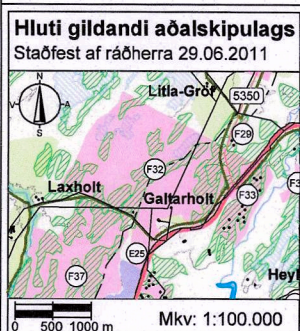 Hluti gildandi aðalskipulags
Staðfest af ráðherra 29.06.2011
N
V A
S
Litla-Gröf
5350
F29
F32
Laxholt
Galtarholt
F33
F3
E25
F37
Heyl
0 500 1000 m
Mkv: 1:100.000